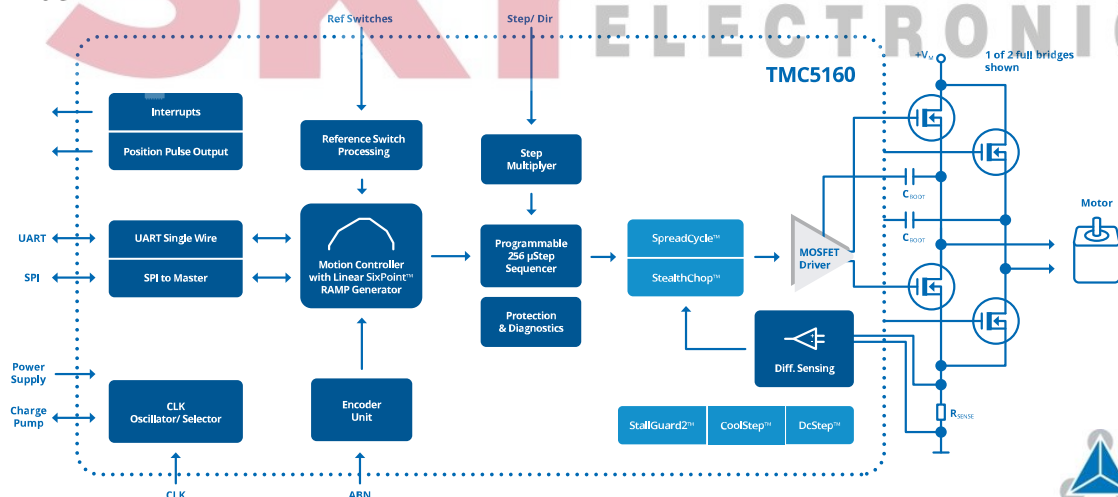 SRI ELECTRONIC
Ref Switches
Step/ Dir
+VM
1 of 2 full bridges
shown
TMC5160
Interrupts
Position Pulse Output
Reference Switch
Processing
Step
Multiplyer
CBOOT
CBOOT
Motor
UART
UART Single Wire
SPI
SPI to Master
Motion Controller
with Linear SixPoint™
RAMP Generator
Programmable
256 µStep
Sequencer
SpreadCycle™
StealthChop™
MOSFET
Driver
Protection
& Diagnostics
Diff. Sensing
Power
Supply
Charge
Pump
CLK
Oscillator/ Selector
Encoder
Unit
StallGuard2™
CoolStep™
DcStep™
RSENSE
CLK
ABN